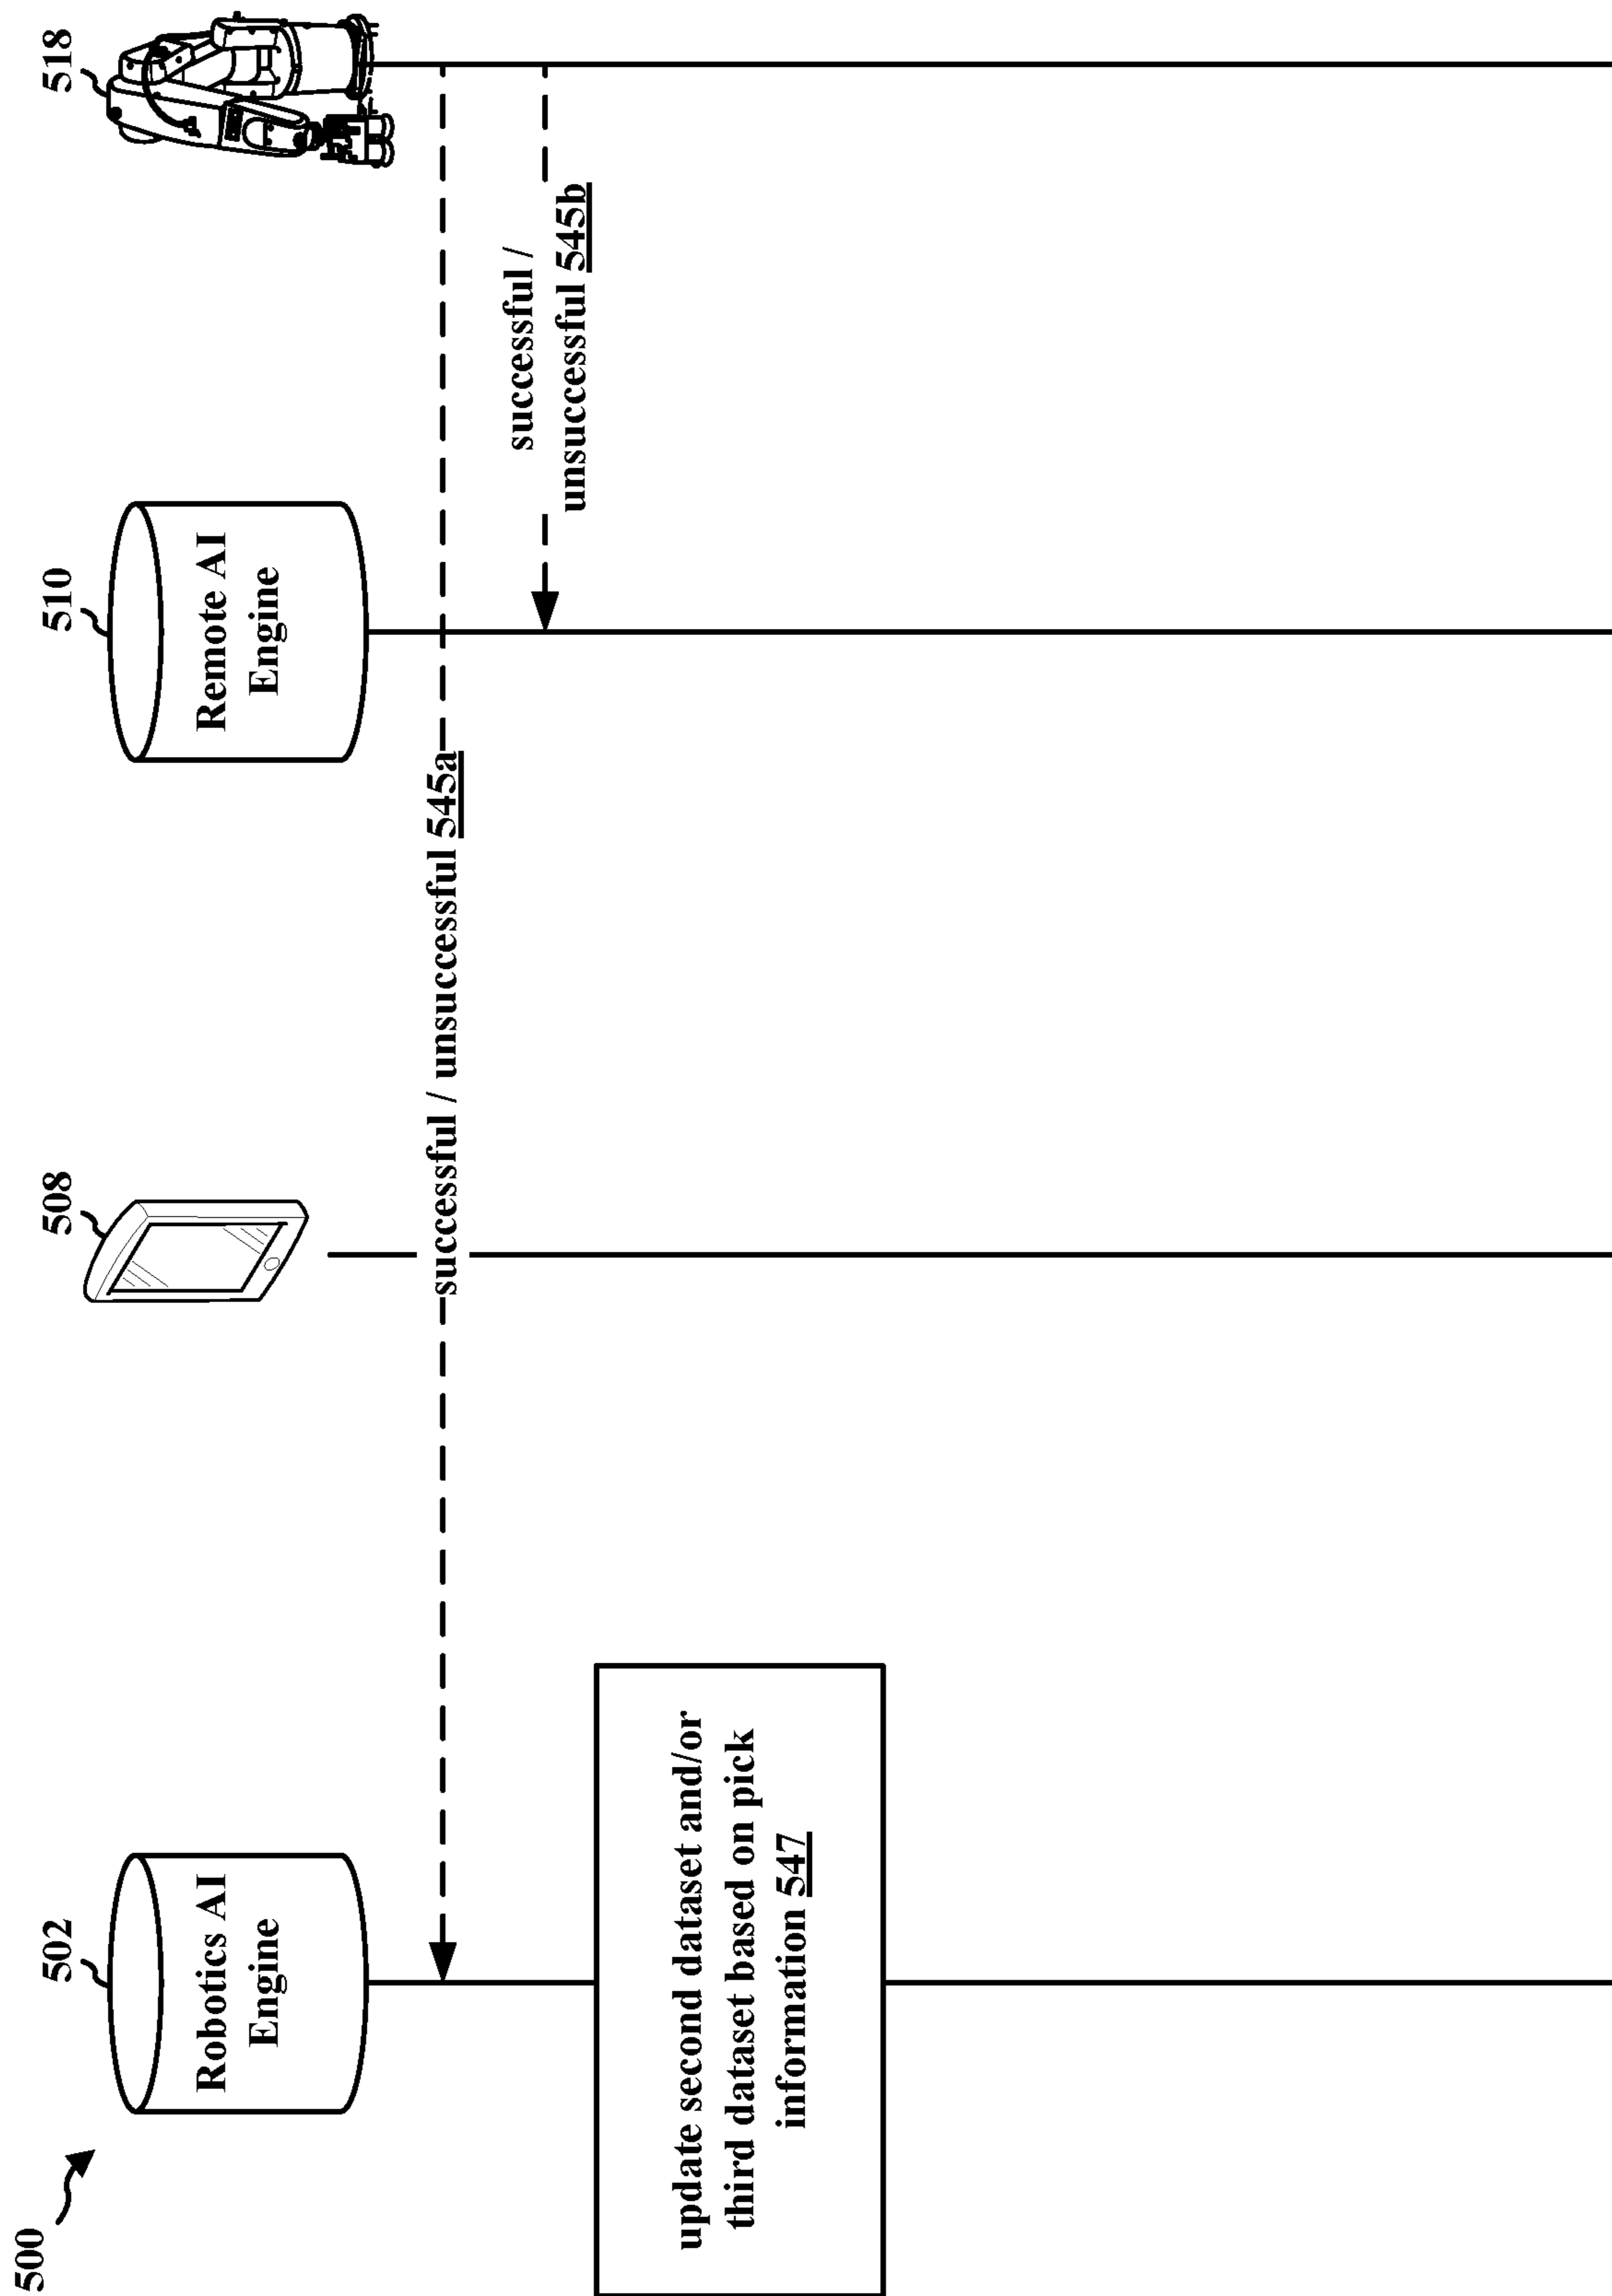 500
502
508
510
518
Robotics AI
Engine
Remote AI
Engine
successful / unsuccessful 545a
successful /
unsuccessful 545b
update second dataset and/or
third dataset based on pick
information 547